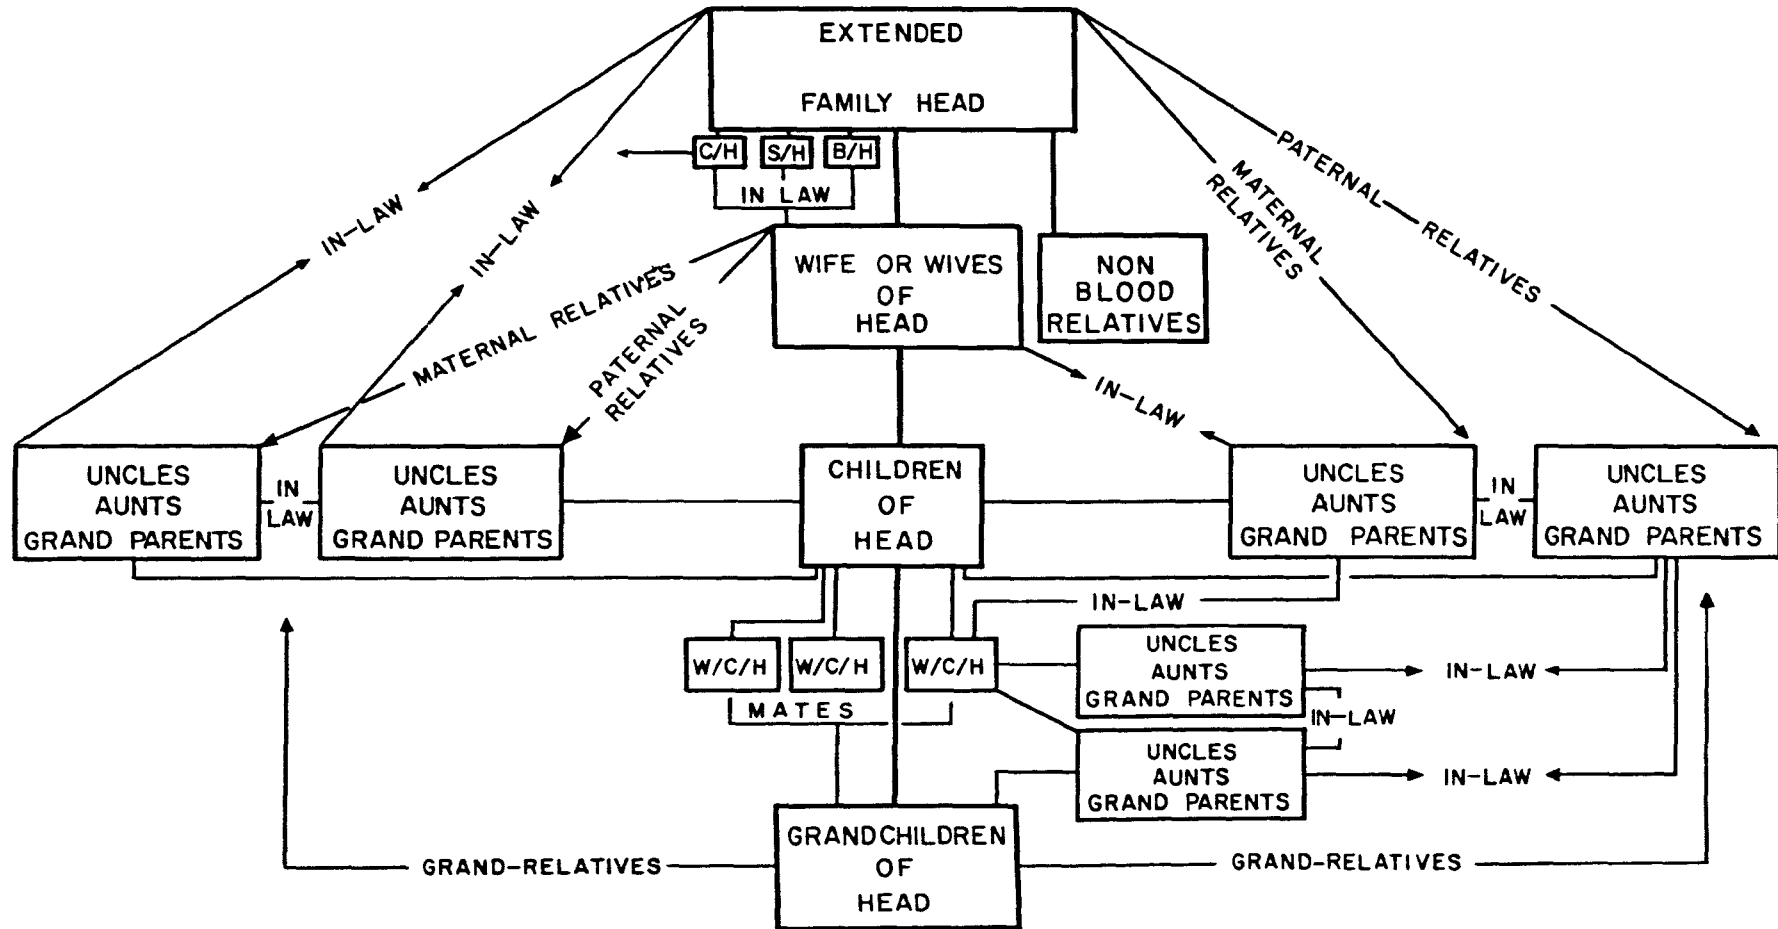 EXTENDED
FAMILY HEAD
C/H
S/H
B/H
IN LAW
IN-LAW
IN-LAW
MATERNAL
RELATIVES
PATERNAL RELATIVES
WIFE OR WIVES
OF
HEAD
NON
BLOOD
RELATIVES
MATERNAL RELATIVES
PATERNAL
RELATIVES
IN-LAW
UNCLES
AUNTS
GRAND PARENTS
IN
LAW
UNCLES
AUNTS
GRAND PARENTS
CHILDREN
OF
HEAD
UNCLES
AUNTS
GRAND PARENTS
IN
LAW
UNCLES
AUNTS
GRAND PARENTS
IN-LAW
W/C/H
W/C/H
W/C/H
MATES
UNCLES
AUNTS
GRAND PARENTS
IN-LAW
IN-LAW
UNCLES
AUNTS
GRAND PARENTS
IN-LAW
GRAND-RELATIVES
GRANDCHILDREN
OF
HEAD
GRAND-RELATIVES